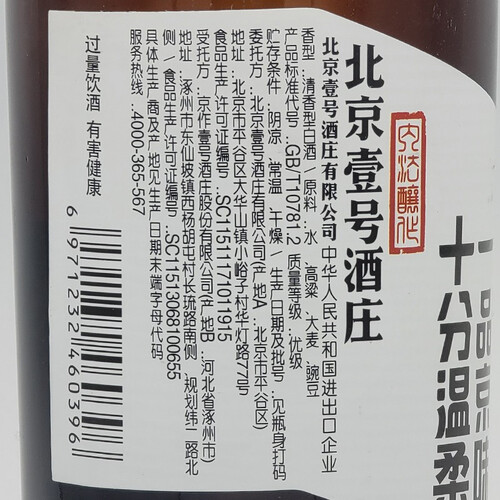 十分温柔
北京壹号酒庄
北京壹号酒庄有限公司 中华人民共和国进出口企业
香型:清香型白酒/原料:水 高粱 大麦 豌豆
产品标准代号:GB/T10781.2 质量等级:优级
贮存条件:阴凉、常温、干燥/生产日期及批号:见瓶身打码
委托方:北京壹号酒庄有限公司(产地A:北京市平谷区)
地址:北京市平谷区大华山镇小峪子村华灯路77号
食品生产许可证编号:SC11511171011915
受托方:京作壹号酒庄股份有限公司(产地B:河北省涿州市)
地址:涿州市东仙坡镇西杨胡屯村长琉路南侧、规划纬二路北
侧/食品生产许可证编号:SC11513068100655
具体生产商及产地见生产日期末端字母代码
服务热线:4000-365-567
过量饮酒 有害健康
6971232460396